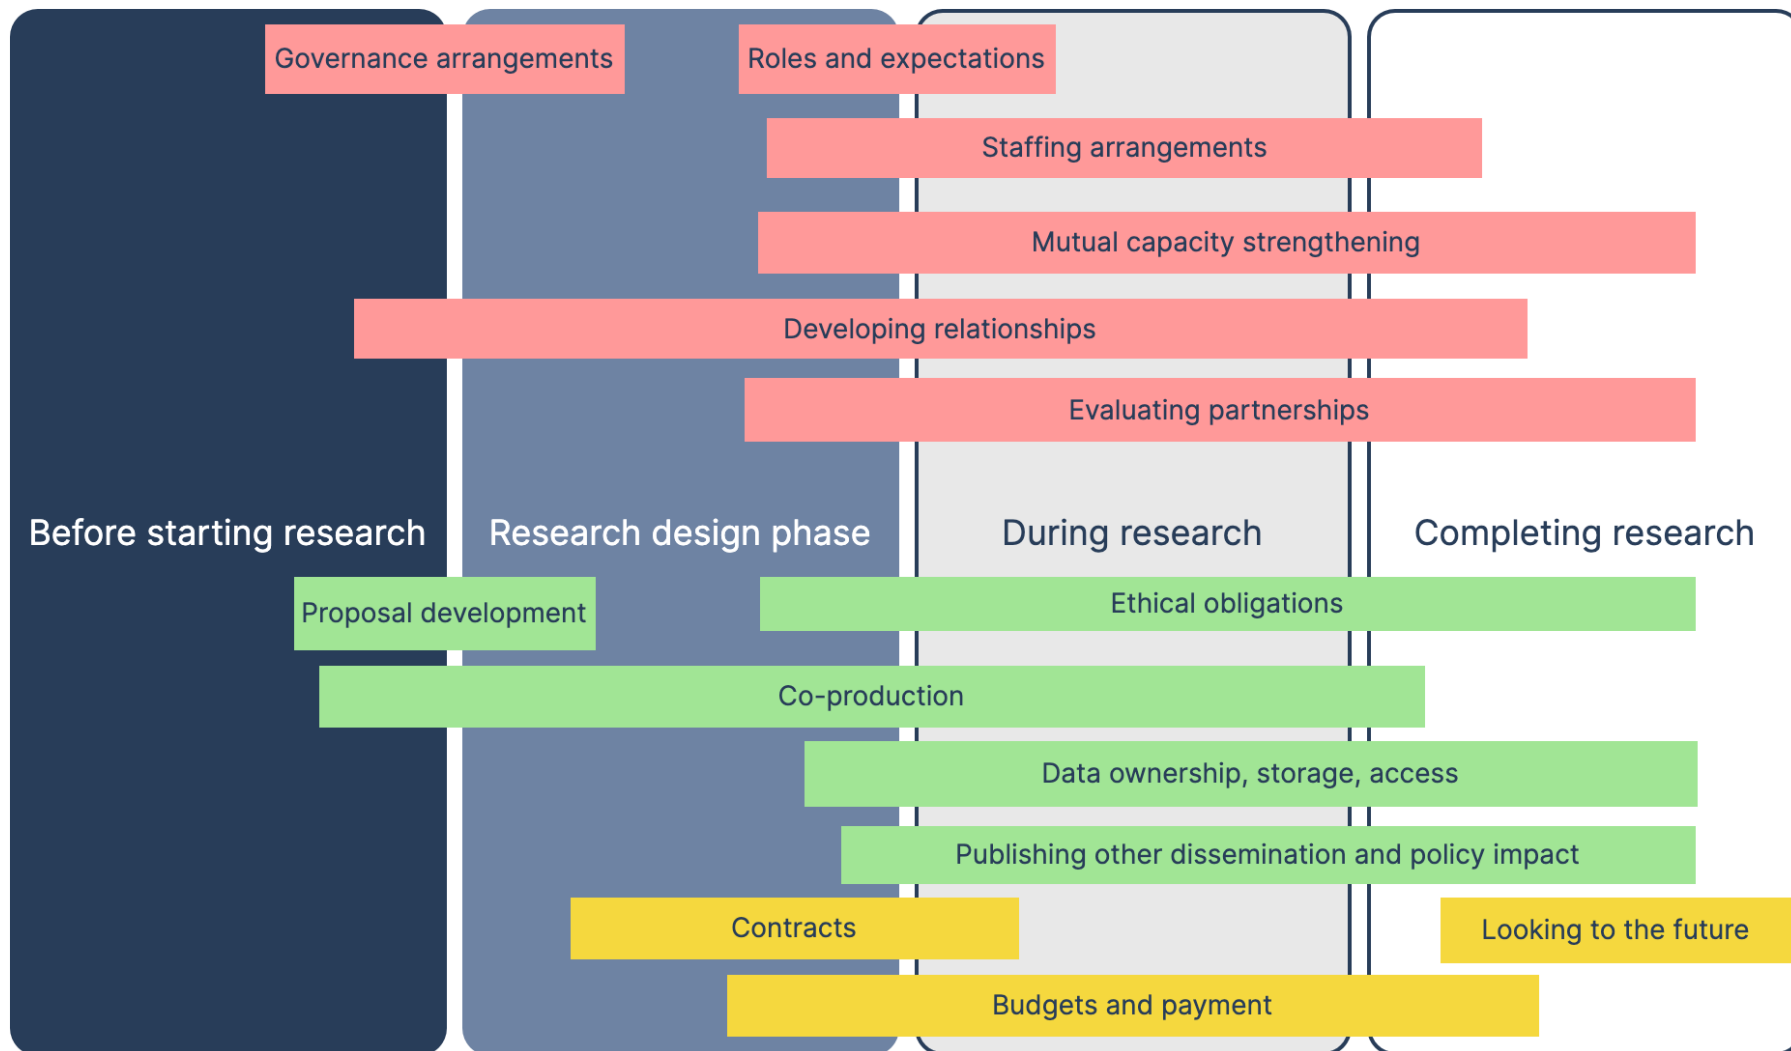 Governance arrangements
Roles and expectations
Staffing arrangements
Mutual capacity strengthening
Developing relationships
Evaluating partnerships
Before starting research
Research design phase
During research
Completing research
Proposal development
Ethical obligations
Co-production
Data ownership, storage, access
Publishing other dissemination and policy impact
Contracts
Looking to the future
Budgets and payment